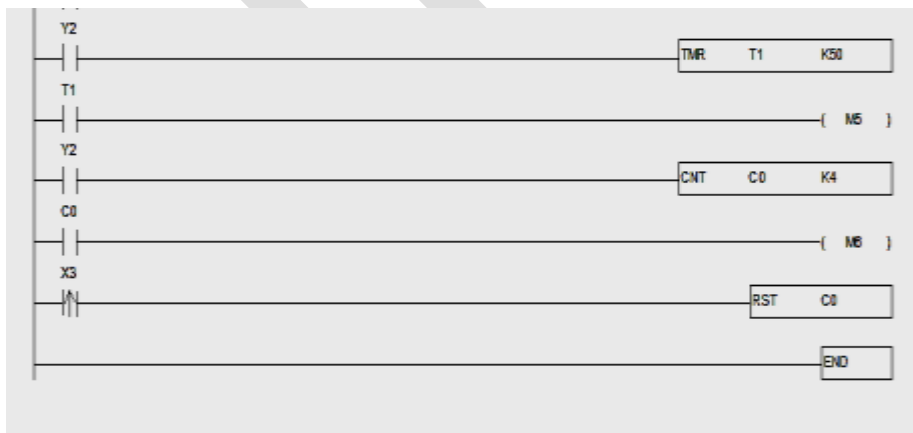 Y2
TMR T1 K50
T1
( M5 )
Y2
CNT C0 K4
C0
( M6 )
X3
RST C0
END